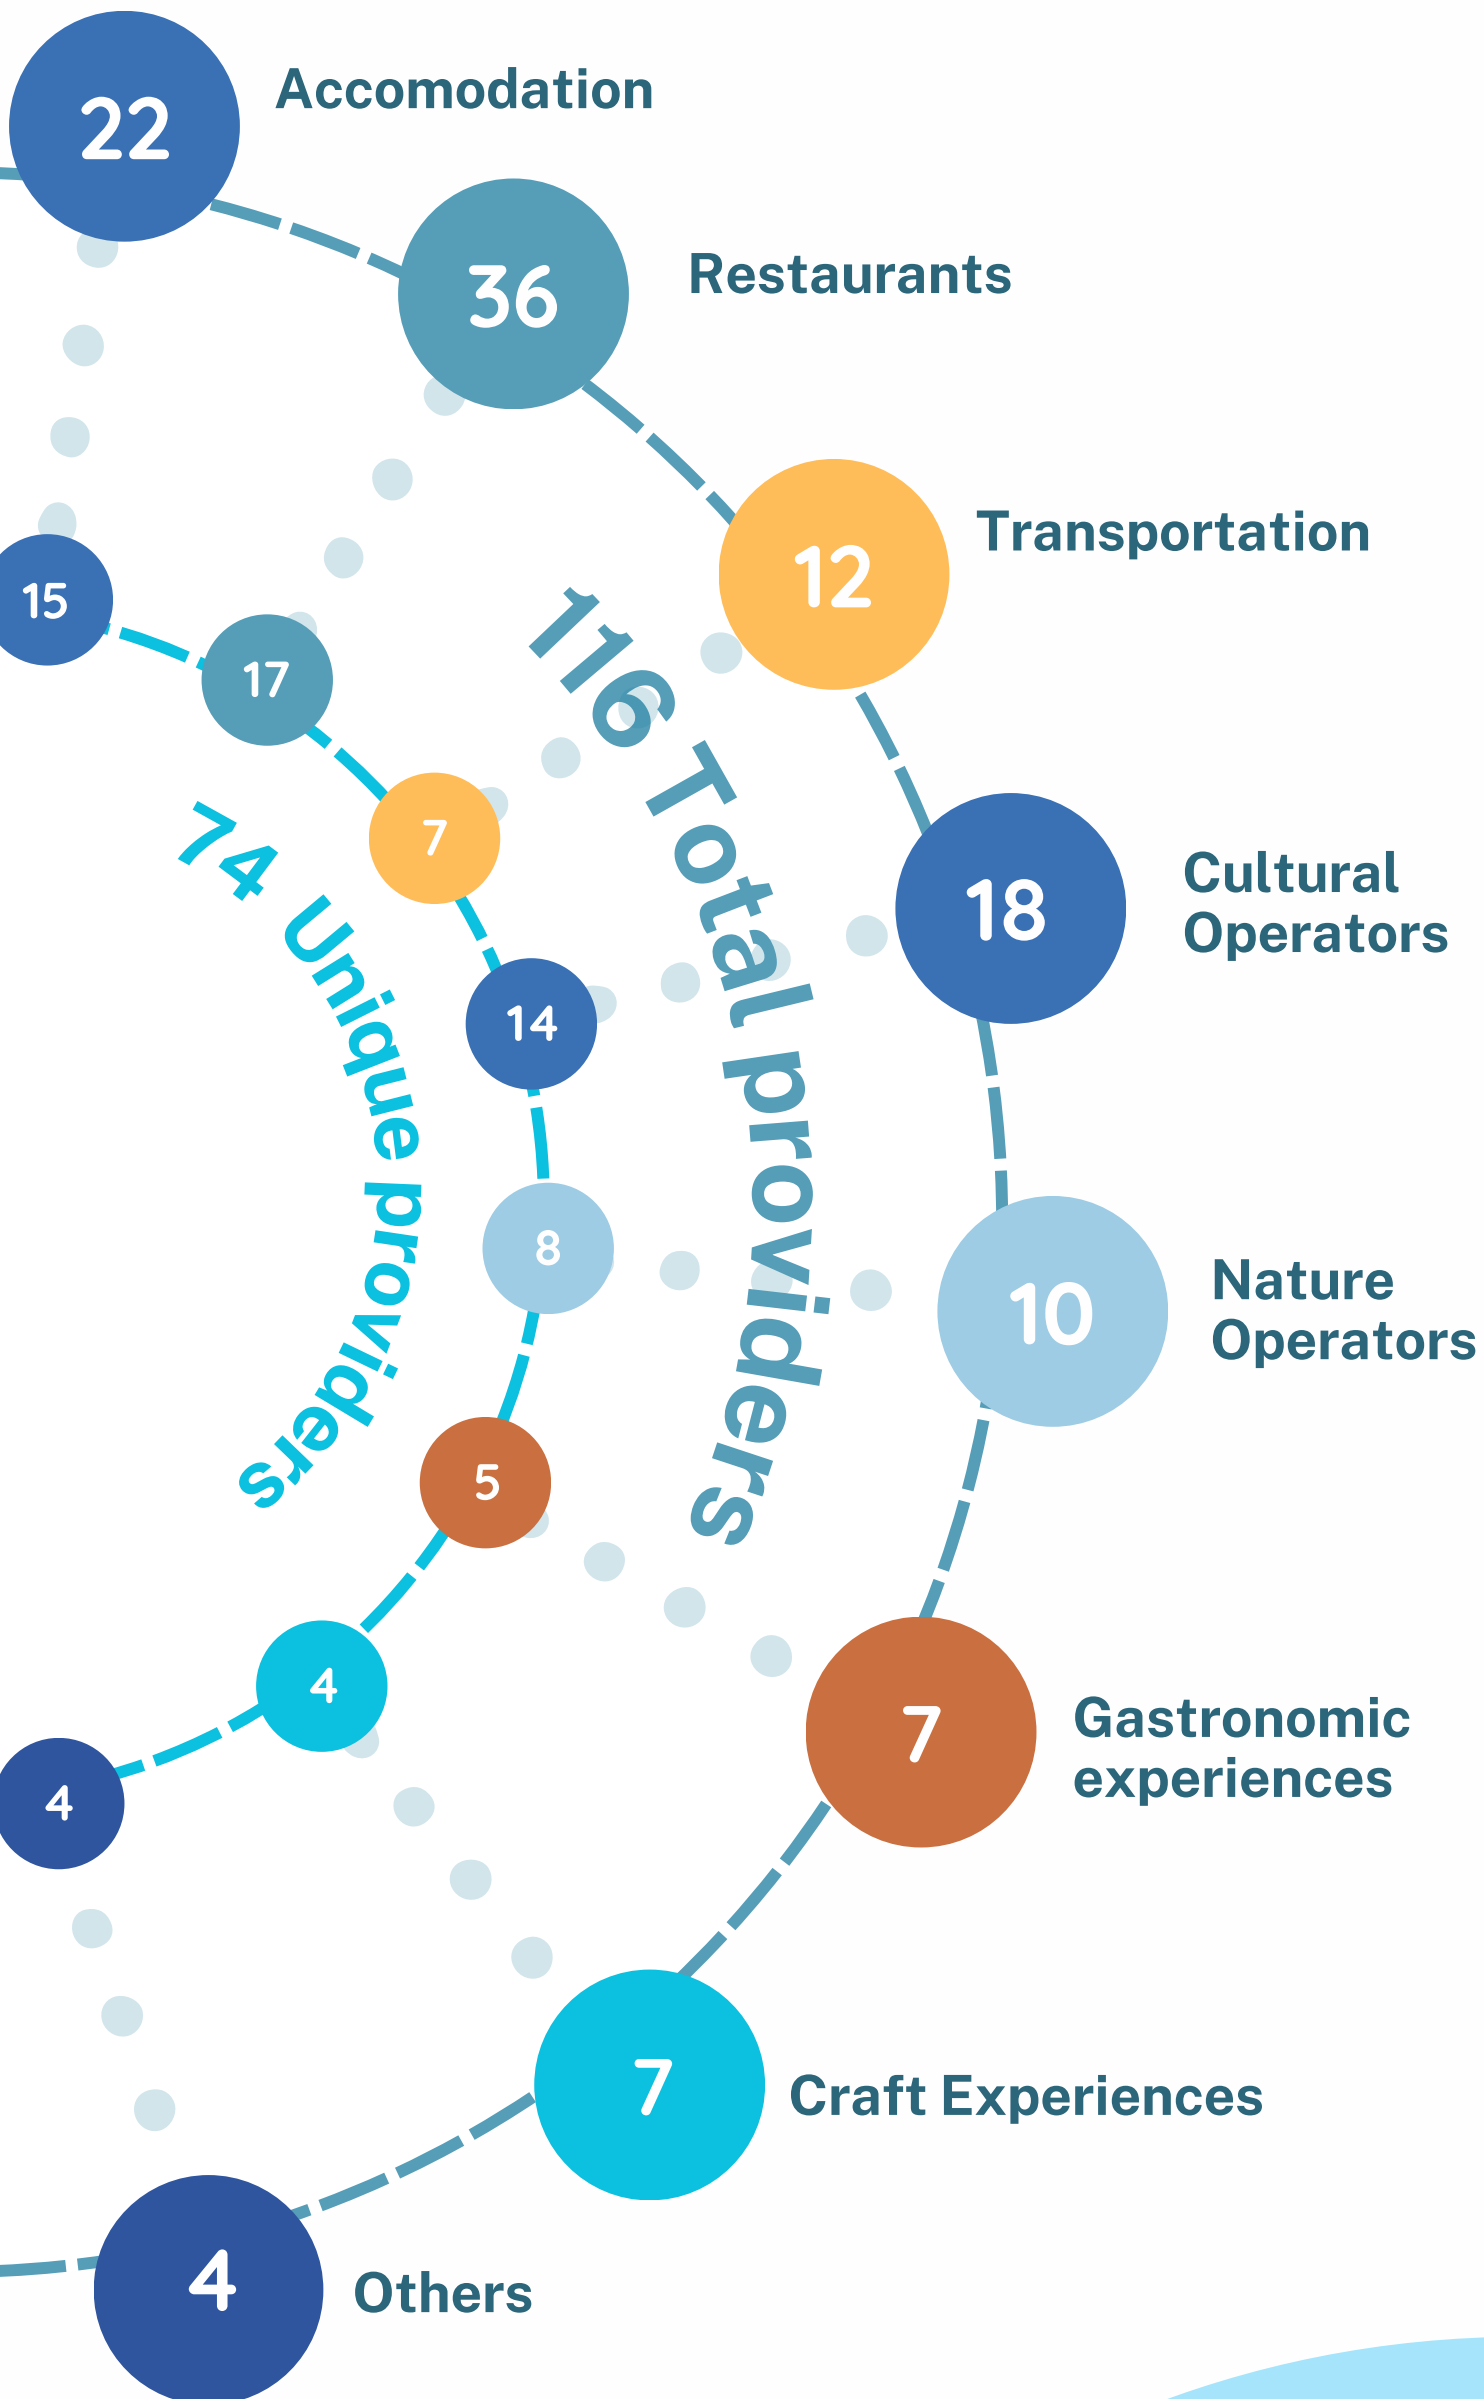 22
Accomodation
36
Restaurants
12
Transportation
15
17
116 Total providers
7
74 Unique providers
18
Cultural
Operators
14
8
10
Nature
Operators
5
7
Gastronomic
experiences
4
4
7
Craft Experiences
4
Others